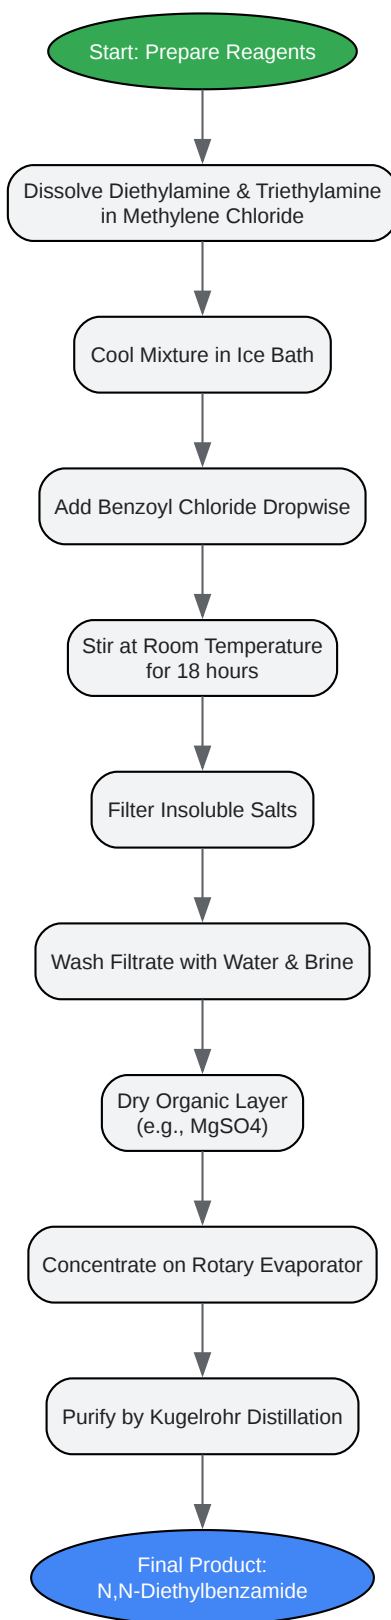 Start: Prepare Reagents
Dissolve Diethylamine & Triethylamine
in Methylene Chloride
Cool Mixture in Ice Bath
Add Benzoyl Chloride Dropwise
Stir at Room Temperature
for 18 hours
Filter Insoluble Salts
Wash Filtrate with Water & Brine
Dry Organic Layer
(e.g., MgSO4)
Concentrate on Rotary Evaporator
Purify by Kugelrohr Distillation
Final Product:
N,N-Diethylbenzamide